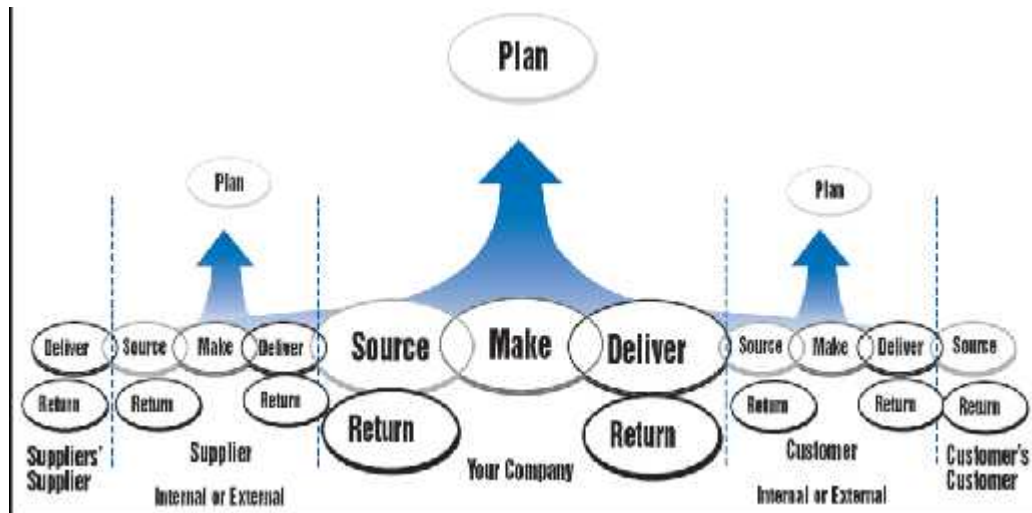 Plan
Plan
Plan
Deliver
Source
Make
Deliver
Source
Make
Deliver
Source
Make
Deliver
Source
Return
Return
Return
Return
Return
Return
Return
Return
Suppliers'
Supplier
Supplier
Internal or External
Your Company
Customer
Internal or External
Customer's
Customer